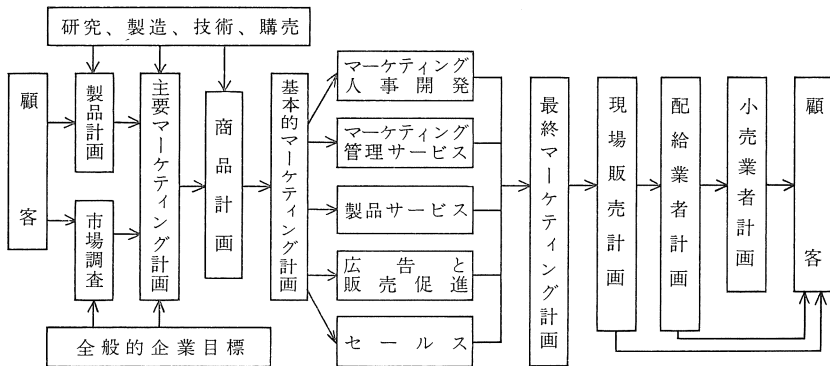 研究、製造、技術、購売
顧客
製品計画
市場調査
主要マーケティング計画
商品計画
基本的マーケティング計画
マーケティング
人事開発
マーケティング
管理サービス
製品サービス
広告と
販売促進
セールス
最終マーケティング計画
現場販売計画
配給業者計画
小売業者計画
顧客
全般的企業目標